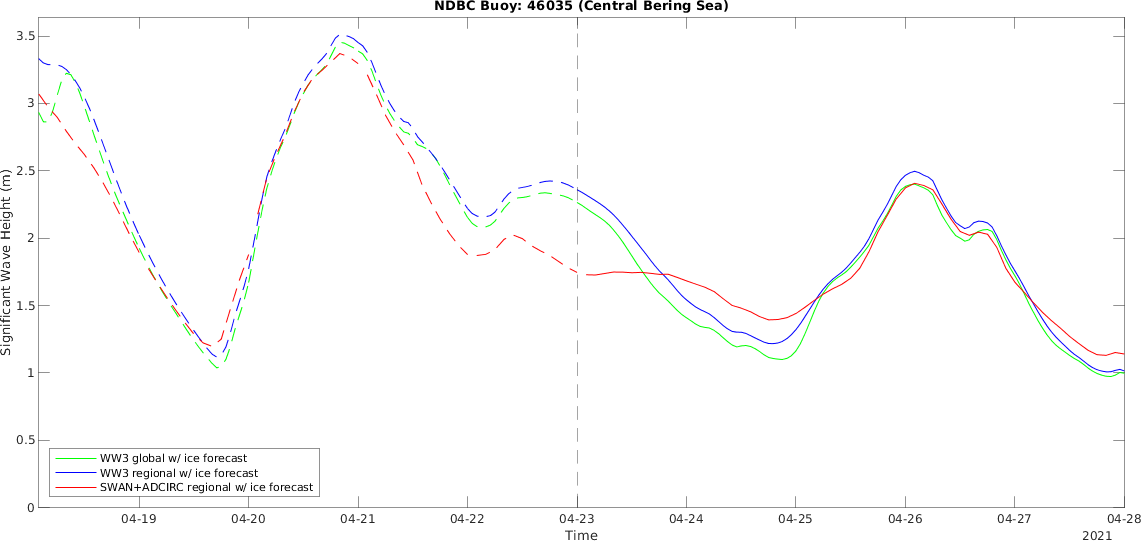 NDBC Buoy: 46035 (Central Bering Sea)
3.5
3
2.5
2
1.5
1
0.5
0
Significant Wave Height (m)
WW3 global w/ ice forecast
WW3 regional w/ ice forecast
SWAN+ADCIRC regional w/ ice forecast
04-19 04-20 04-21 04-22 04-23 04-24 04-25 04-26 04-27 04-28
Time
2021